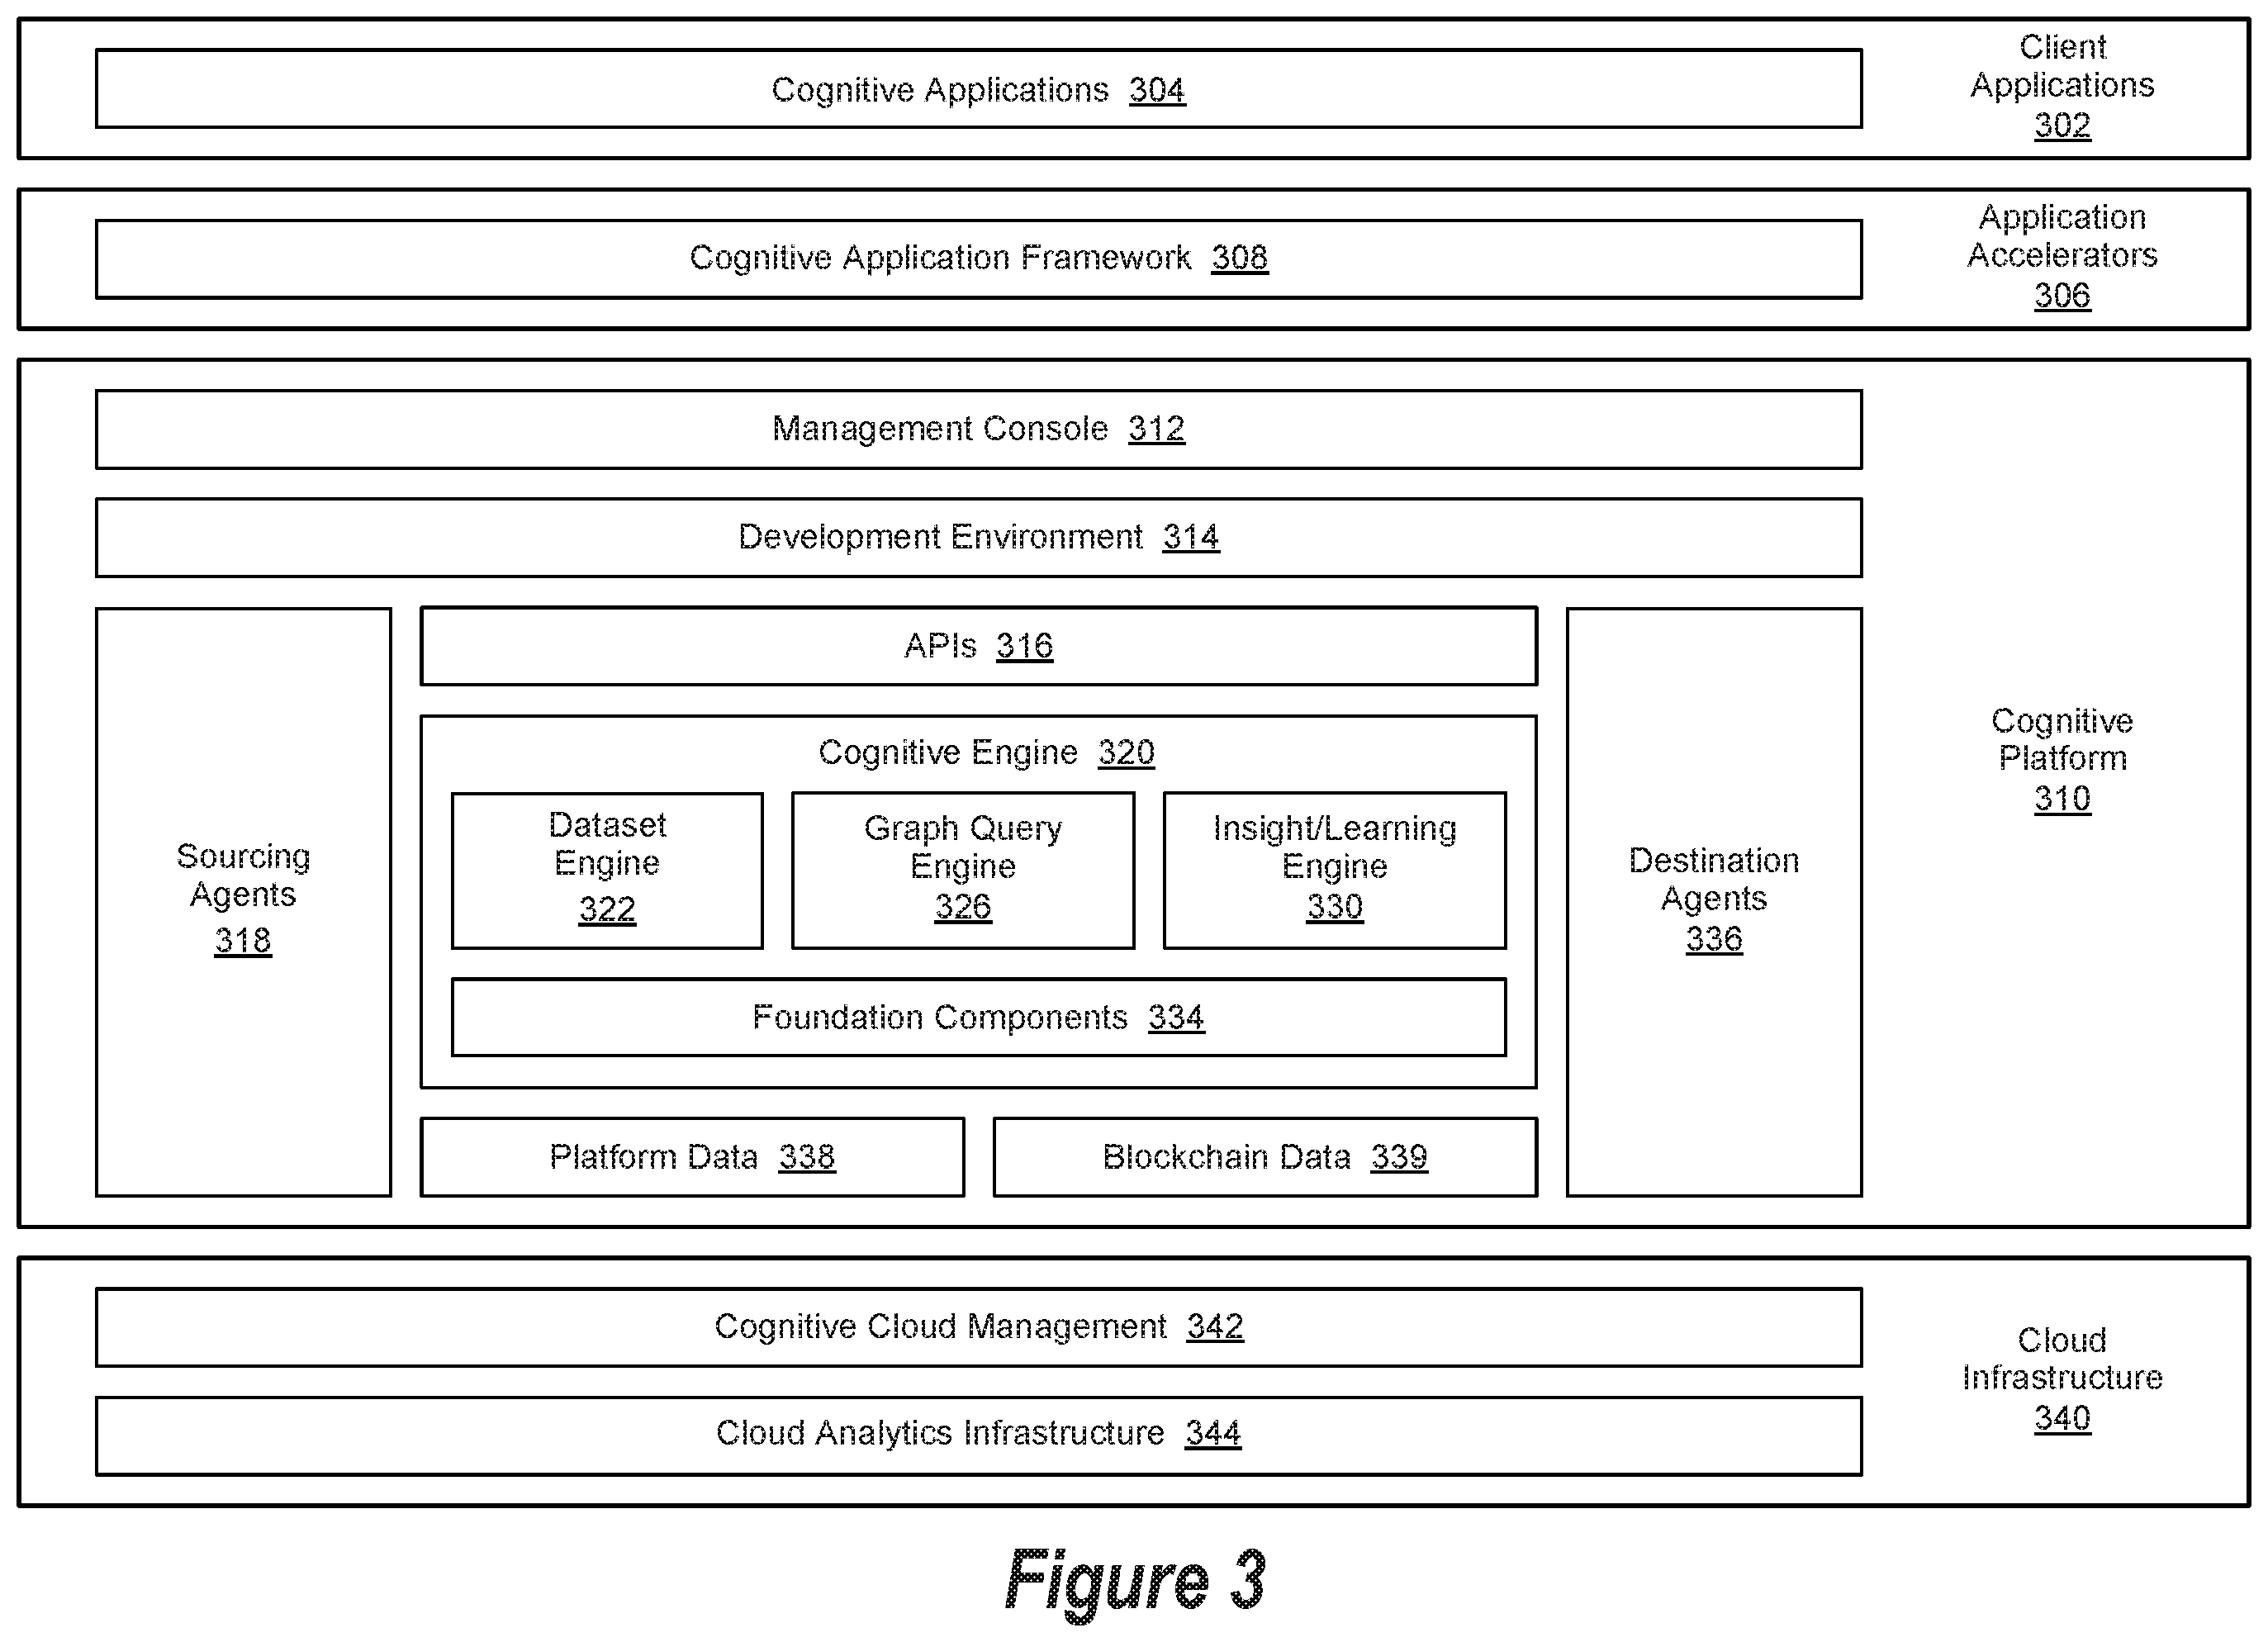 Cognitive Applications 304
Client
Applications
302
Cognitive Application Framework 308
Application
Accelerators
306
Management Console 312
Development Environment 314
Sourcing
Agents
318
APIs 316
Cognitive Engine 320
Dataset
Engine
322
Graph Query
Engine
326
Insight/Learning
Engine
330
Foundation Components 334
Platform Data 338
Blockchain Data 339
Destination
Agents
336
Cognitive
Platform
310
Cognitive Cloud Management 342
Cloud Analytics Infrastructure 344
Cloud
Infrastructure
340
Figure 3